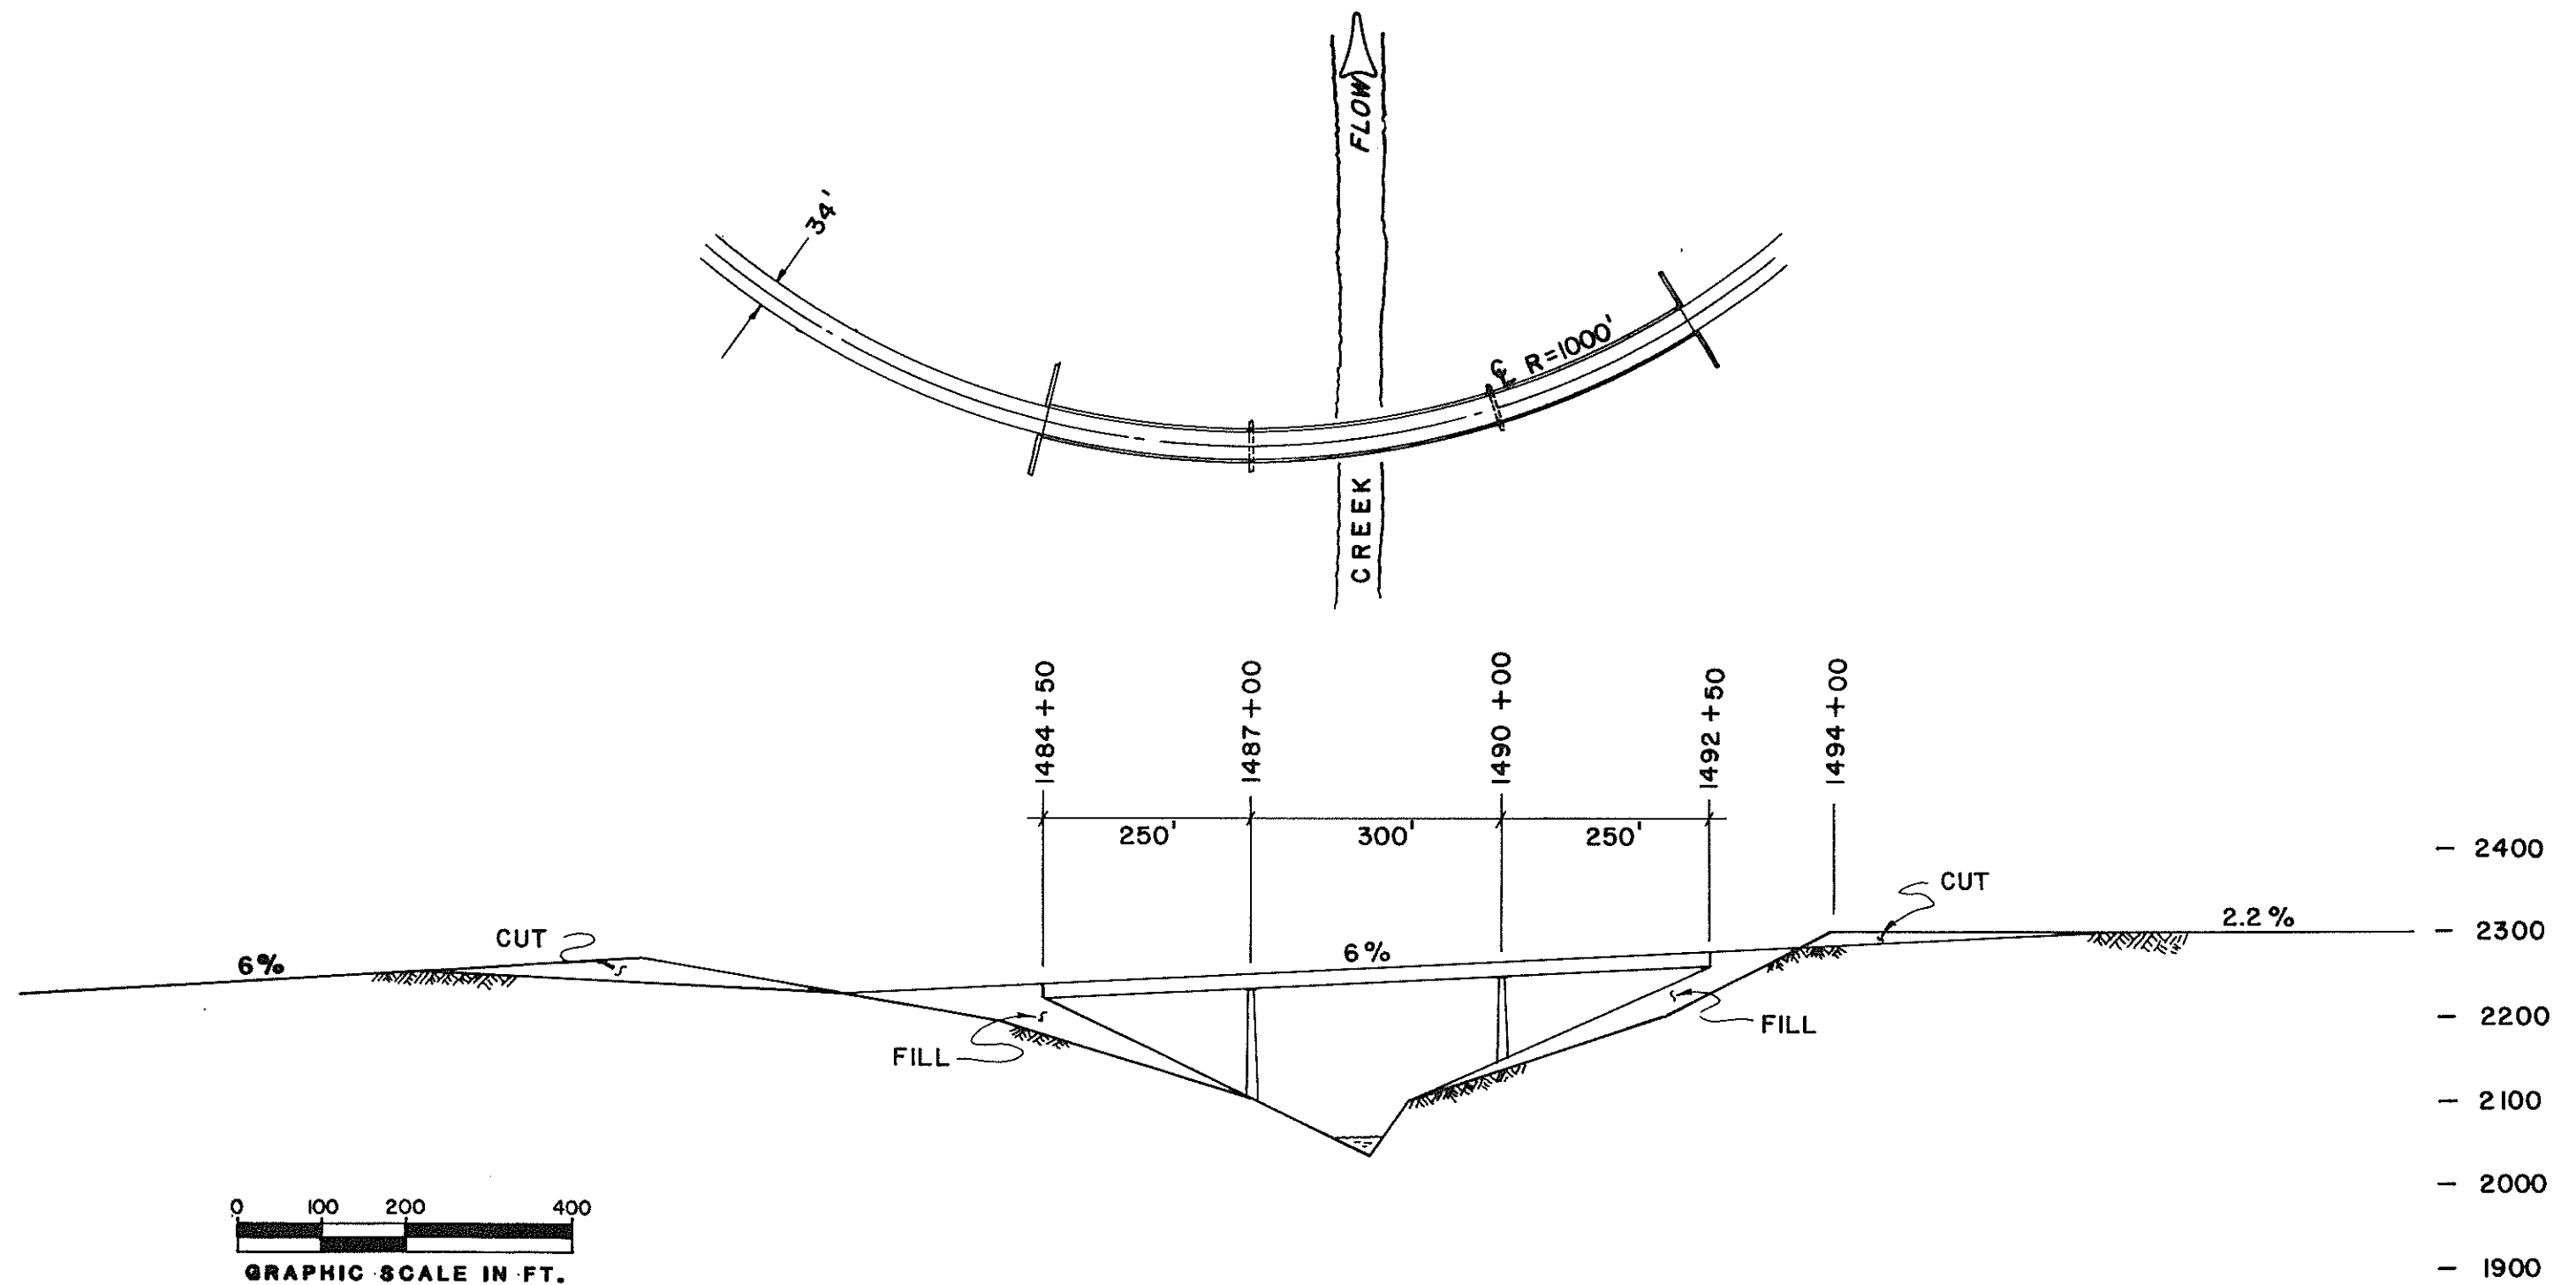 FLOW
34'
℄ R=1000'
CREEK
1484+50
1487+00
1490+00
1492+50
1494+00
250'
300'
250'
2400
CUT
2.2%
2300
CUT
6%
6%
2200
FILL
FILL
2100
2000
0 100 200 400
GRAPHIC SCALE IN FT.
1900